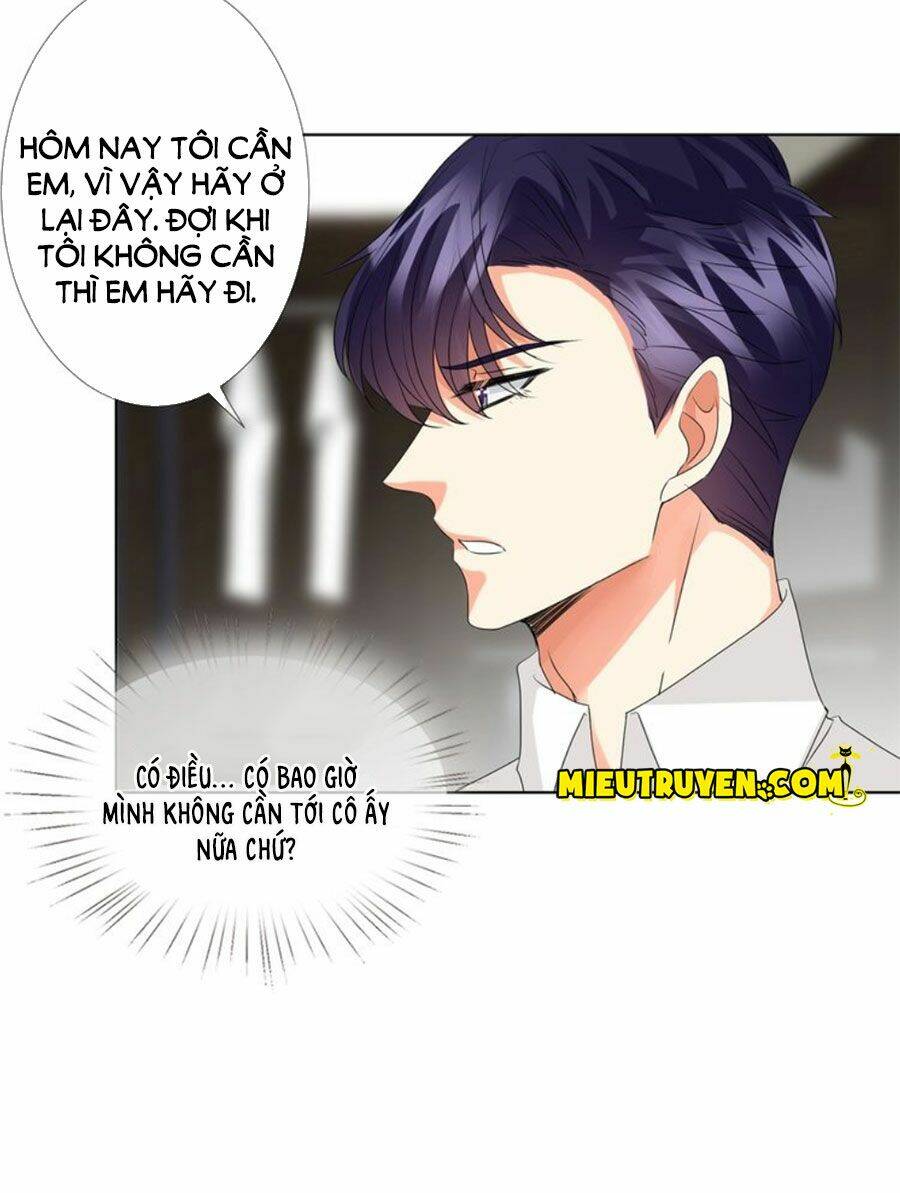 HÔM NAY TÔI CẦN
EM, VÌ VẬY HÃY Ở
LẠI ĐÂY. ĐỢI KHI
TÔI KHÔNG CẦN
THÌ EM HÃY ĐI.
CÓ ĐIỀU... CÓ BAO GIỜ
MÌNH KHÔNG CẦN TỚI CÔ ẤY
NỮA CHỨ?
MIEUTRUYEN.COM